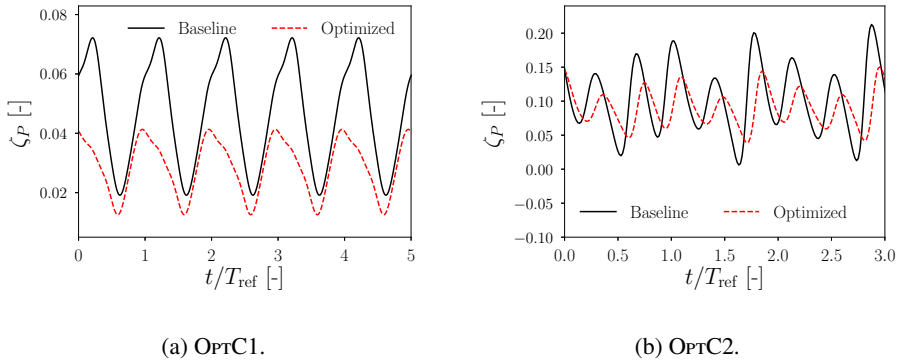 Baseline
Optimized
0.08
0.06
0.04
0.02
ζP [-]
0
1
2
3
4
5
t/Tref [-]
(a) OptC1.
0.20
0.15
0.10
0.05
0.00
−0.05
−0.10
ζP [-]
Baseline
Optimized
0.0
0.5
1.0
1.5
2.0
2.5
3.0
t/Tref [-]
(b) OptC2.